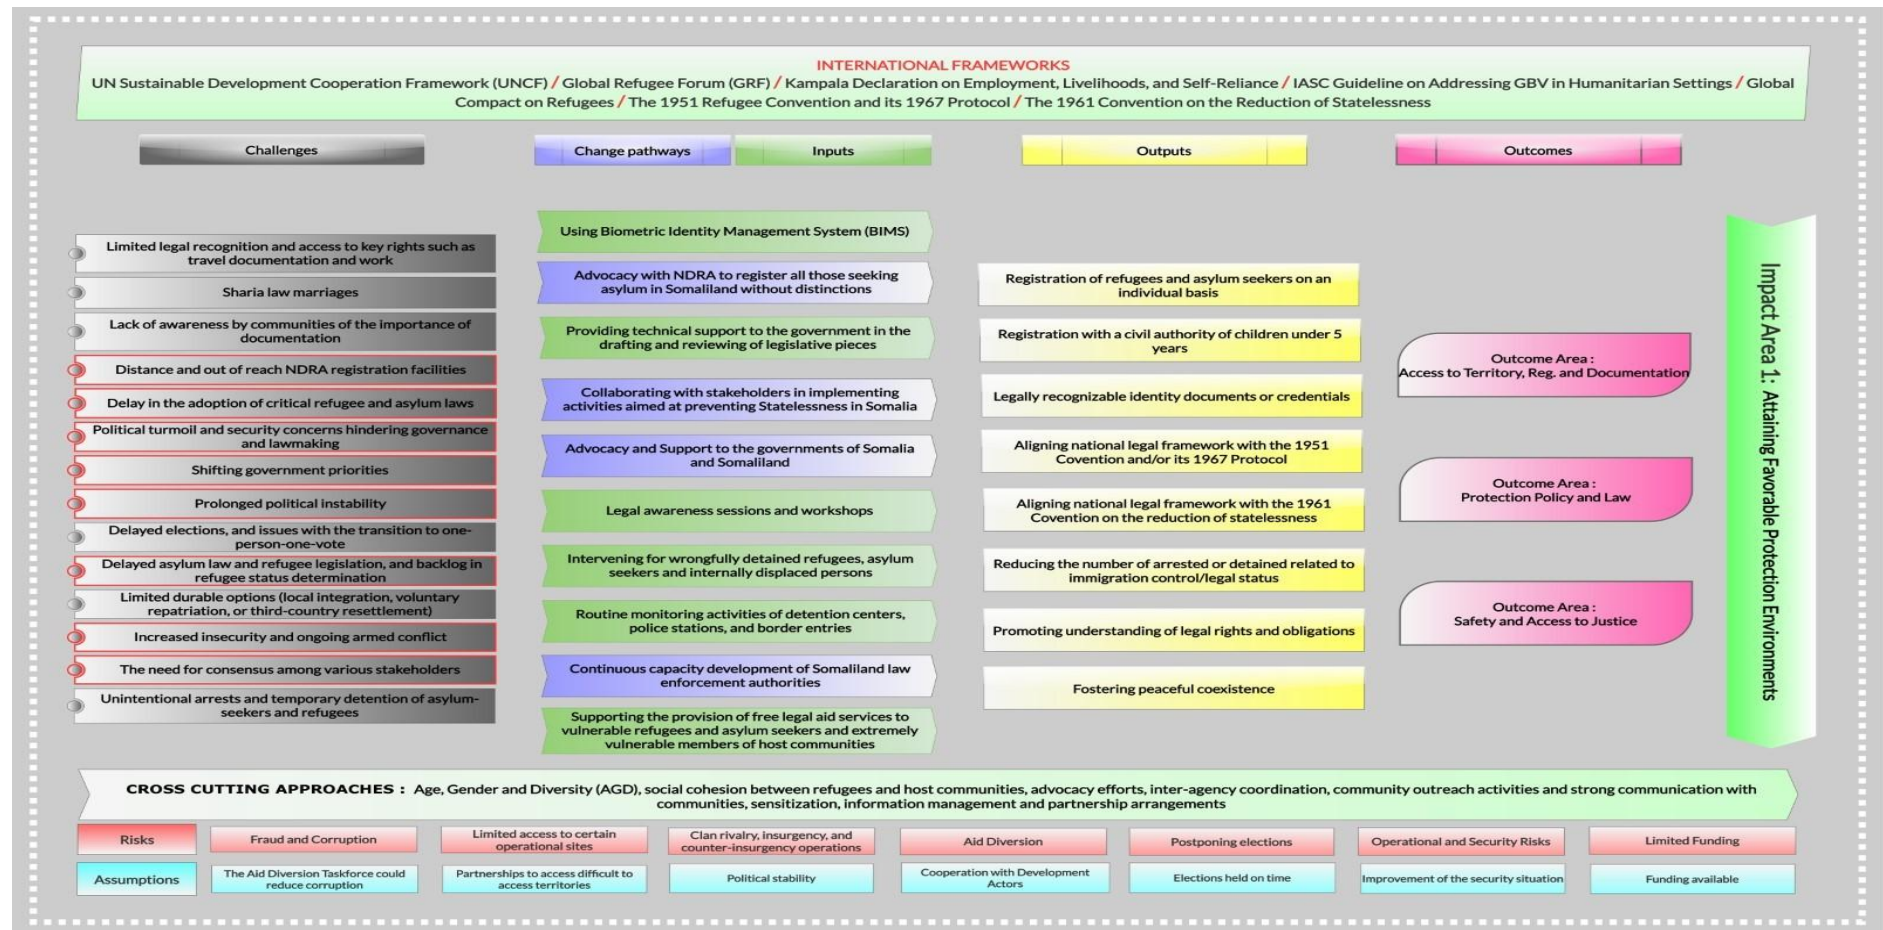 INTERNATIONAL FRAMEWORKS
UN Sustainable Development Cooperation Framework (UNCF) / Global Refugee Forum (GRF) / Kampala Declaration on Employment, Livelihoods, and Self-Reliance / IASC Guideline on Addressing GBV in Humanitarian Settings / Global
Compact on Refugees / The 1951 Refugee Convention and its 1967 Protocol / The 1961 Convention on the Reduction of Statelessness
Challenges
Change pathways
Inputs
Outputs
Outcomes
Limited legal recognition and access to key rights such as
travel documentation and work
Sharia law marriages
Lack of awareness by communities of the importance of
documentation
Distance and out of reach NDRA registration facilities
Delay in the adoption of critical refugee and asylum laws
Political turmoil and security concerns hindering governance
and lawmaking
Shifting government priorities
Prolonged political instability
Delayed elections, and issues with the transition to one-
person-one-vote
Delayed asylum law and refugee legislation, and backlog in
refugee status determination
Limited durable options (local integration, voluntary
repatriation, or third-country resettlement)
Increased insecurity and ongoing armed conflict
The need for consensus among various stakeholders
Unintentional arrests and temporary detention of asylum-
seekers and refugees
Using Biometric Identity Management System (BIMS)
Advocacy with NDRA to register all those seeking
asylum in Somaliland without distinctions
Providing technical support to the government in the
drafting and reviewing of legislative pieces
Collaborating with stakeholders in implementing
activities aimed at preventing Statelessness in Somalia
Advocacy and Support to the governments of Somalia
and Somaliland
Legal awareness sessions and workshops
Intervening for wrongfully detained refugees, asylum
seekers and internally displaced persons
Routine monitoring activities of detention centers,
police stations, and border entries
Continuous capacity development of Somaliland law
enforcement authorities
Supporting the provision of free legal aid services to
vulnerable refugees and asylum seekers and extremely
vulnerable members of host communities
Registration of refugees and asylum seekers on an
individual basis
Registration with a civil authority of children under 5
years
Legally recognizable identity documents or credentials
Aligning national legal framework with the 1951
Covention and/or its 1967 Protocol
Aligning national legal framework with the 1961
Covention on the reduction of statelessness
Reducing the number of arrested or detained related to
immigration control/legal status
Promoting understanding of legal rights and obligations
Fostering peaceful coexistence
Outcome Area :
Access to Territory, Reg. and Documentation
Outcome Area :
Protection Policy and Law
Outcome Area :
Safety and Access to Justice
Impact Area 1: Attaining Favorable Protection Environments
CROSS CUTTING APPROACHES : Age, Gender and Diversity (AGD), social cohesion between refugees and host communities, advocacy efforts, inter-agency coordination, community outreach activities and strong communication with
communities, sensitization, information management and partnership arrangements
Risks
Fraud and Corruption
Limited access to certain
operational sites
Clan rivalry, insurgency, and
counter-insurgency operations
Aid Diversion
Postponing elections
Operational and Security Risks
Limited Funding
Assumptions
The Aid Diversion Taskforce could
reduce corruption
Partnerships to access difficult to
access territories
Political stability
Cooperation with Development
Actors
Elections held on time
Improvement of the security situation
Funding available